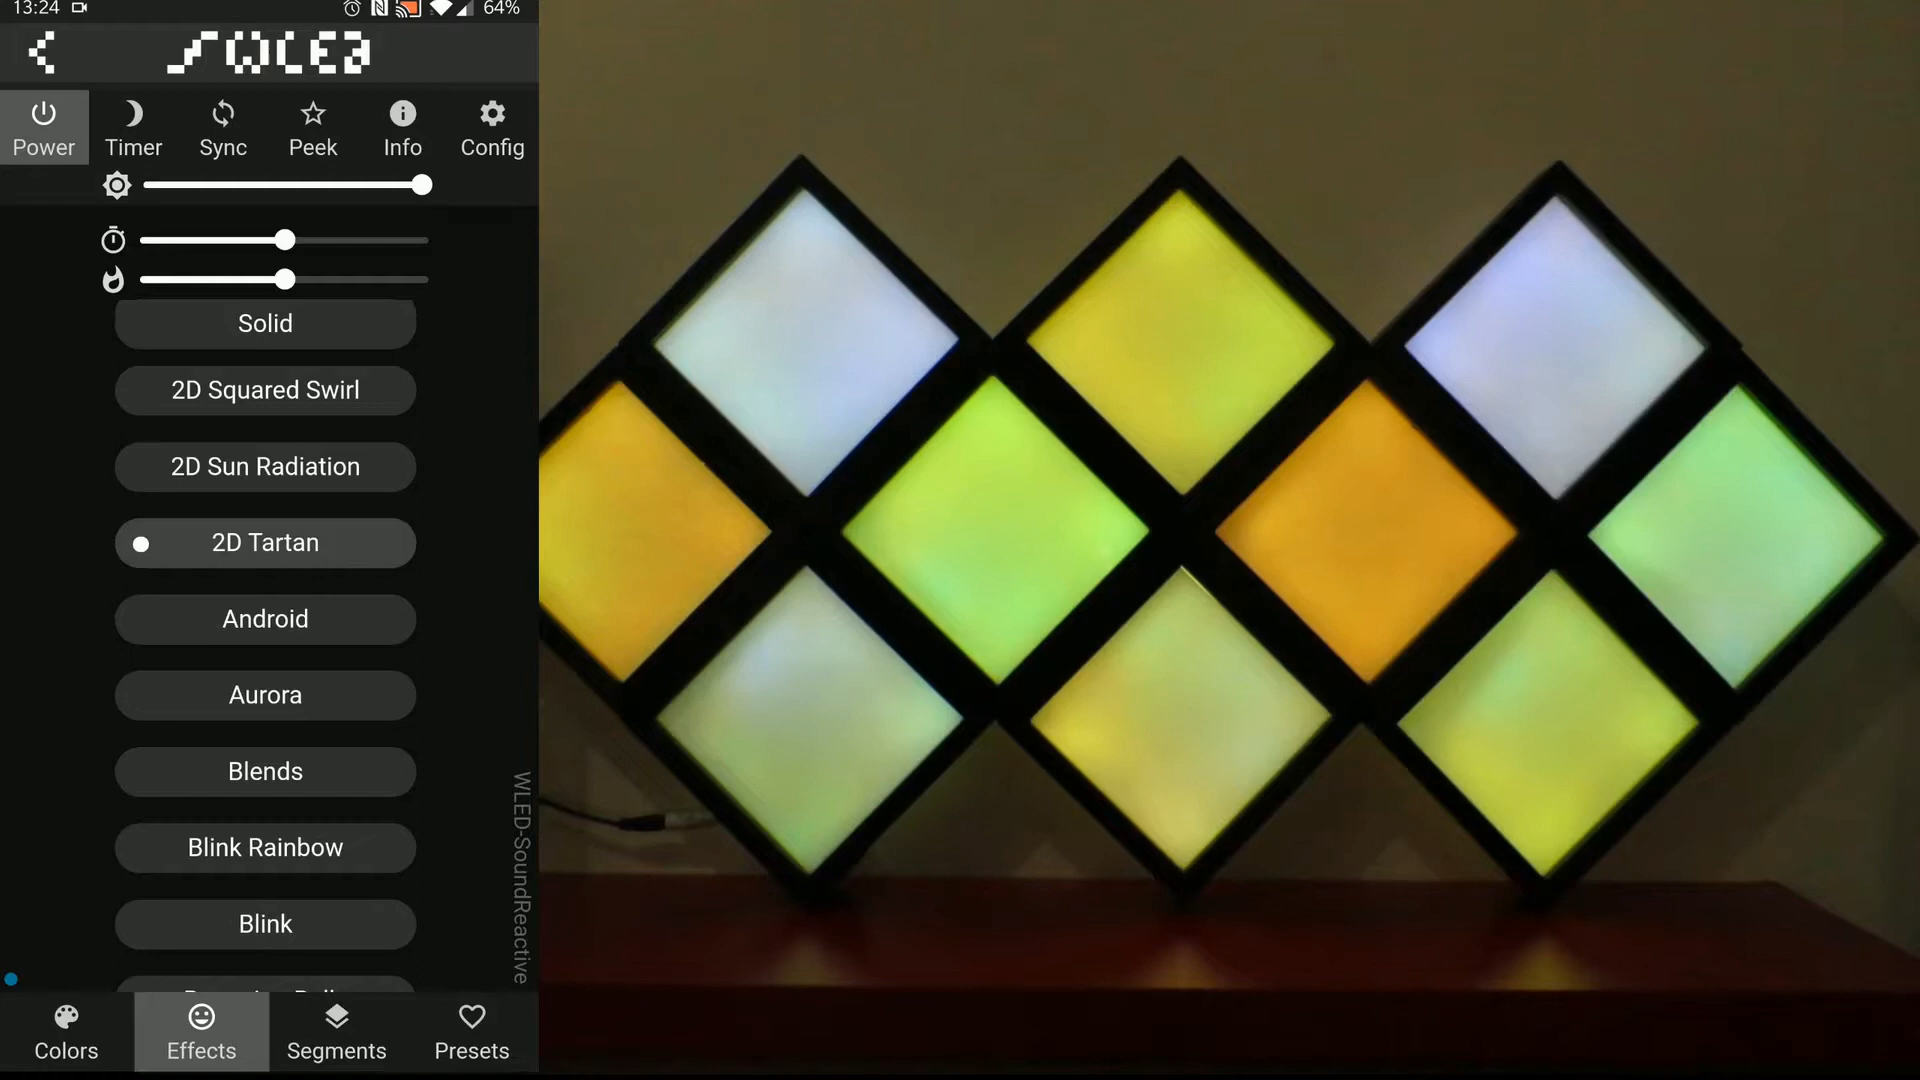 13:24 64%
Power Timer Sync Peek Info Config
Solid
2D Squared Swirl
2D Sun Radiation
2D Tartan
Android
Aurora
Blends
Blink Rainbow
Blink
WLED-SoundReactive
Colors Effects Segments Presets